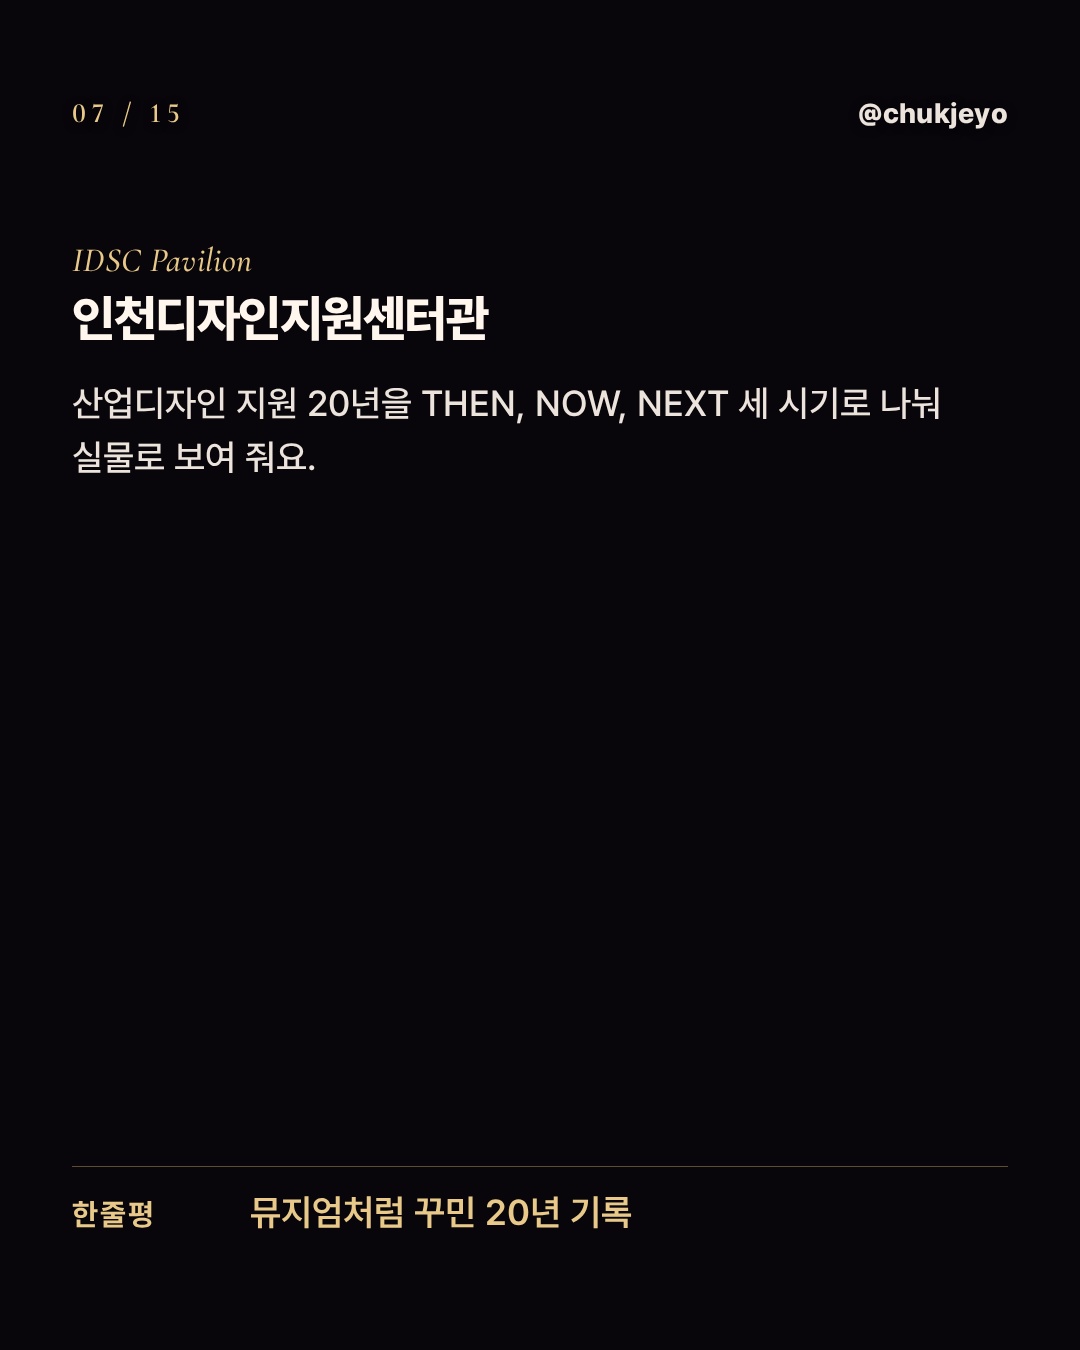 07 / 15
@chukjeyo
IDSC Pavilion
인천디자인지원센터관
산업디자인 지원 20년을 THEN, NOW, NEXT 세 시기로 나눠
실물로 보여 줘요.
한줄평 뮤지엄처럼 꾸민 20년 기록